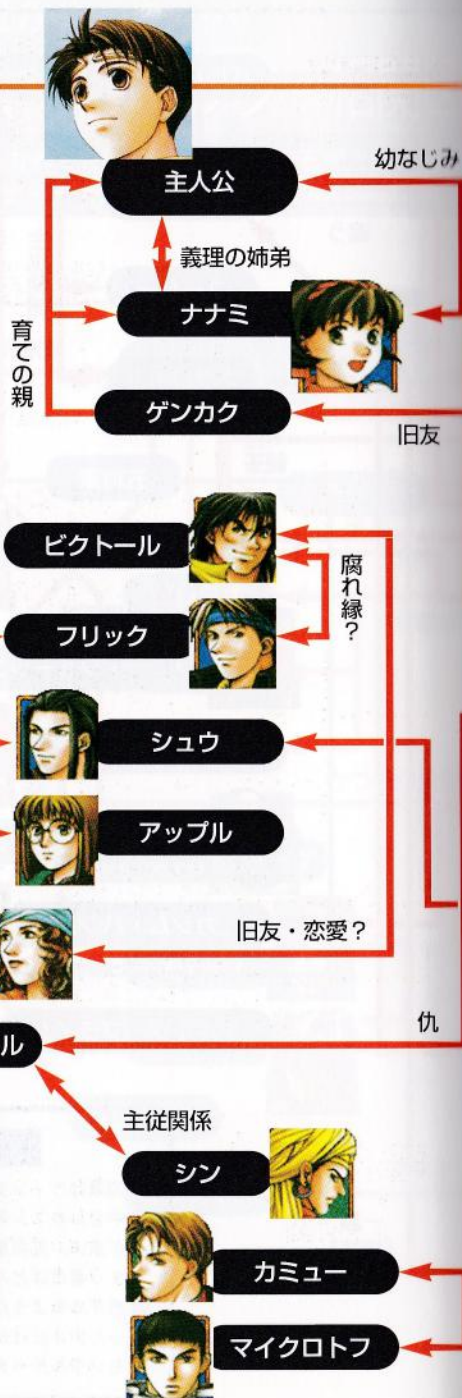 幼なじみ
主人公
義理の姉弟
ナナミ
育ての親
ゲンカク
旧友
ビクトール
腐れ縁?
フリック
シュウ
アップル
旧友・恋愛?
仇
ル
主従関係
シン
カミュー
マイクロトフ